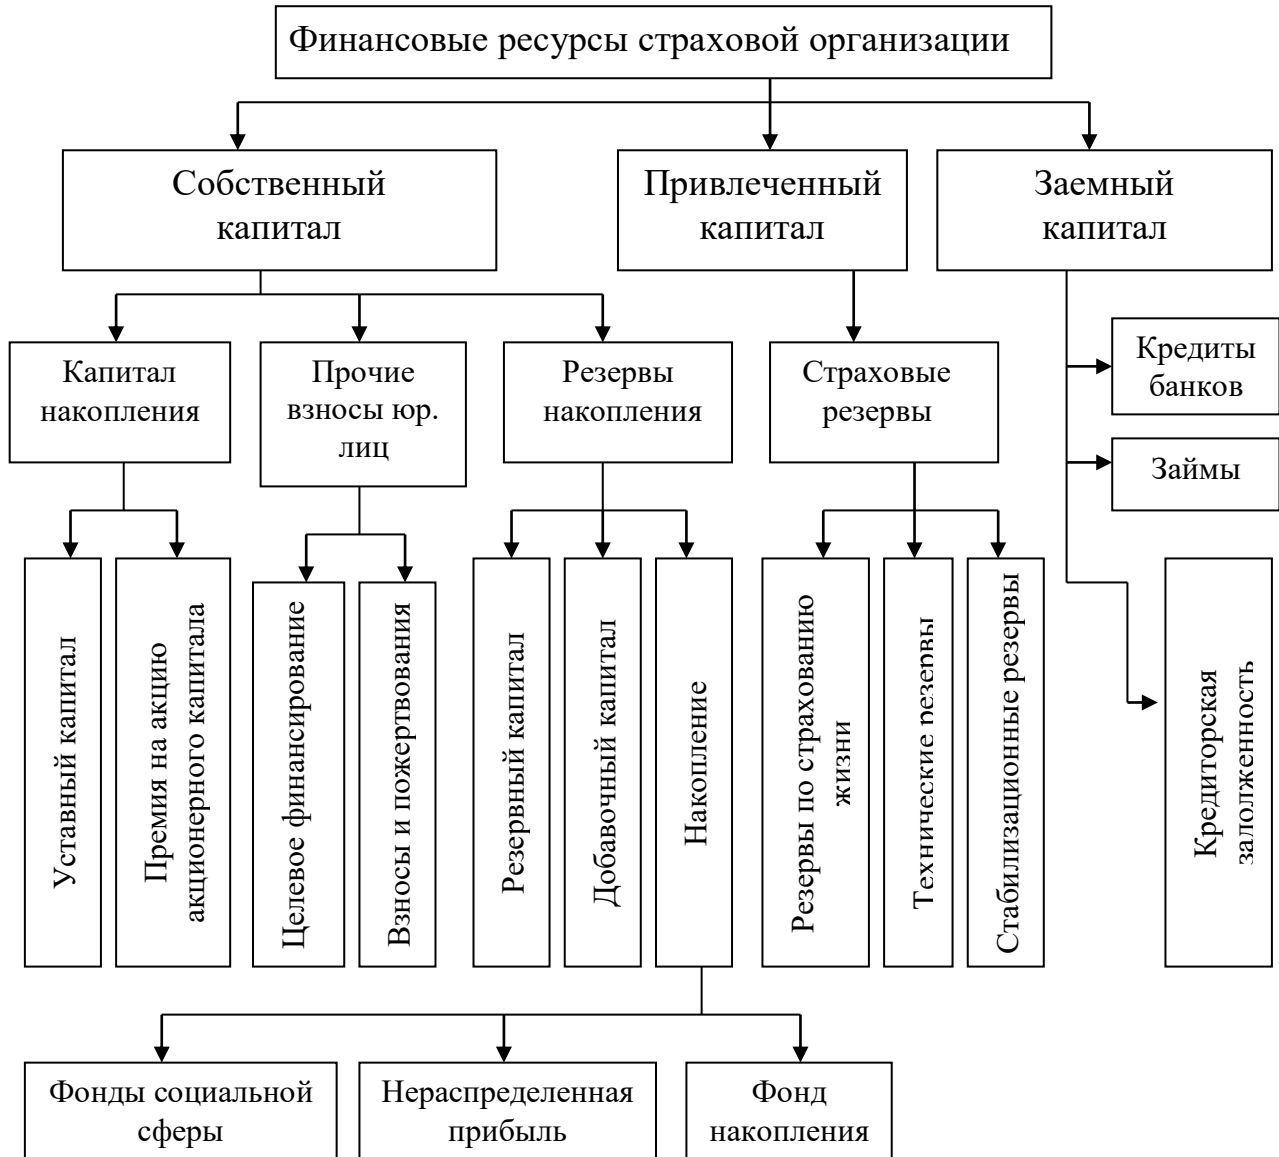 Финансовые ресурсы страховой организации
Собственный
капитал
Привлеченный
капитал
Заемный
капитал
Капитал
накопления
Прочие
взносы юр.
лиц
Резервы
накопления
Страховые
резервы
Кредиты
банков
Займы
Уставный капитал
Премия на акцию
акционерного капитала
Целевое финансирование
Взносы и пожертвования
Резервный капитал
Добавочный капитал
Накопление
Резервы по страхованию
жизни
Технические резервы
Стабилизационные резервы
Кредиторская
залолженность
Фонды социальной
сферы
Нераспределенная
прибыль
Фонд
накопления